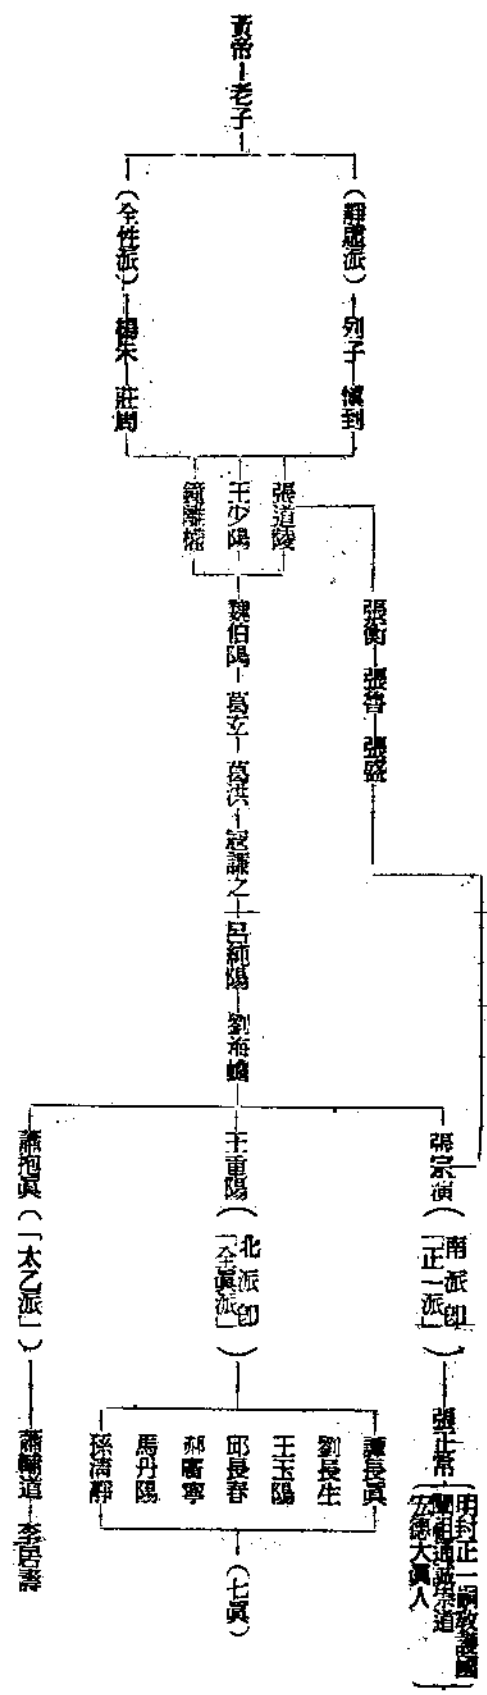 黃帝 老子
（靜虛派） 列子 慎到
（全性派） 楊朱 莊周
張道陵
王少陽
鍾離權
張衡 張魯 張盛
魏伯陽 葛玄 葛洪 寇謙之 呂純陽 劉海蟾
張宗演（南派卽「正一派」） 張正常
明封正一嗣教護國
闡祖通誠崇道
宏德大眞人
王重陽（北派卽「全眞派」）
譚長眞
劉長生
王玉陽
邱長春
郝廣寧
馬丹陽
孫清靜
（七眞）
蕭抱眞（「太乙派」） 蕭輔道 李居壽